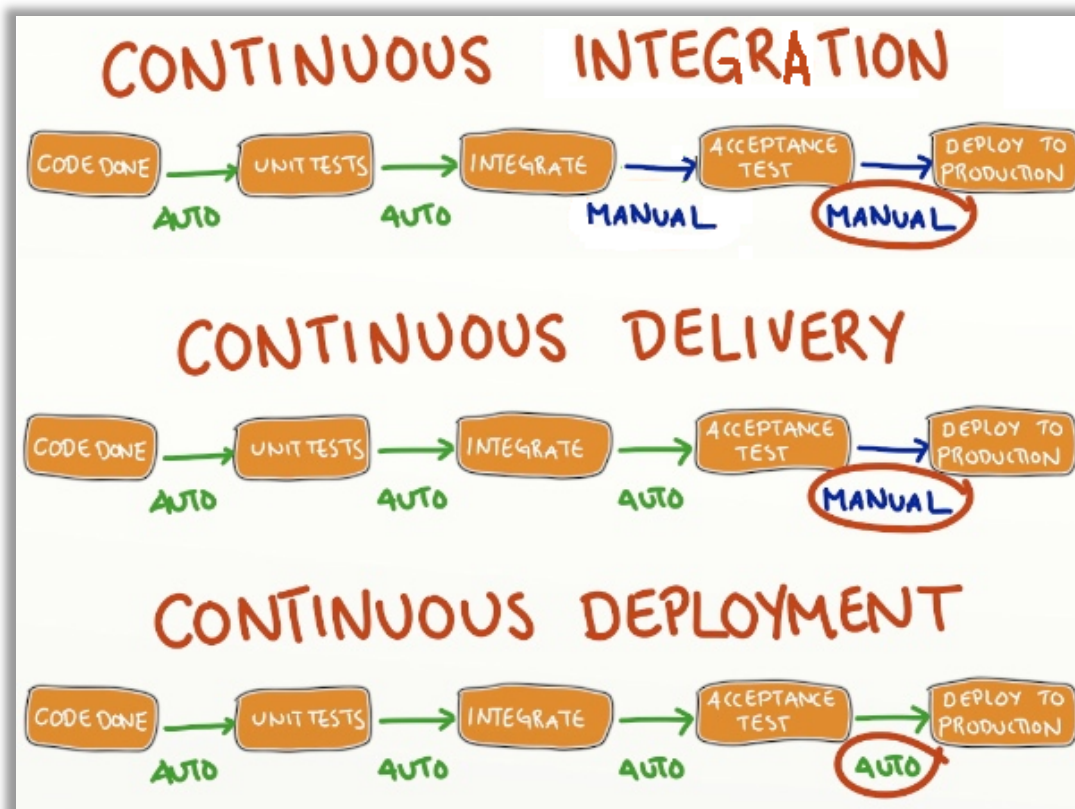 CONTINUOUS INTEGRATION
CODE DONE
UNIT TESTS
INTEGRATE
ACCEPTANCE
TEST
DEPLOY TO
PRODUCTION
AUTO
AUTO
MANUAL
MANUAL
CONTINUOUS DELIVERY
CODE DONE
UNIT TESTS
INTEGRATE
ACCEPTANCE
TEST
DEPLOY TO
PRODUCTION
AUTO
AUTO
AUTO
MANUAL
CONTINUOUS DEPLOYMENT
CODE DONE
UNIT TESTS
INTEGRATE
ACCEPTANCE
TEST
DEPLOY TO
PRODUCTION
AUTO
AUTO
AUTO
AUTO